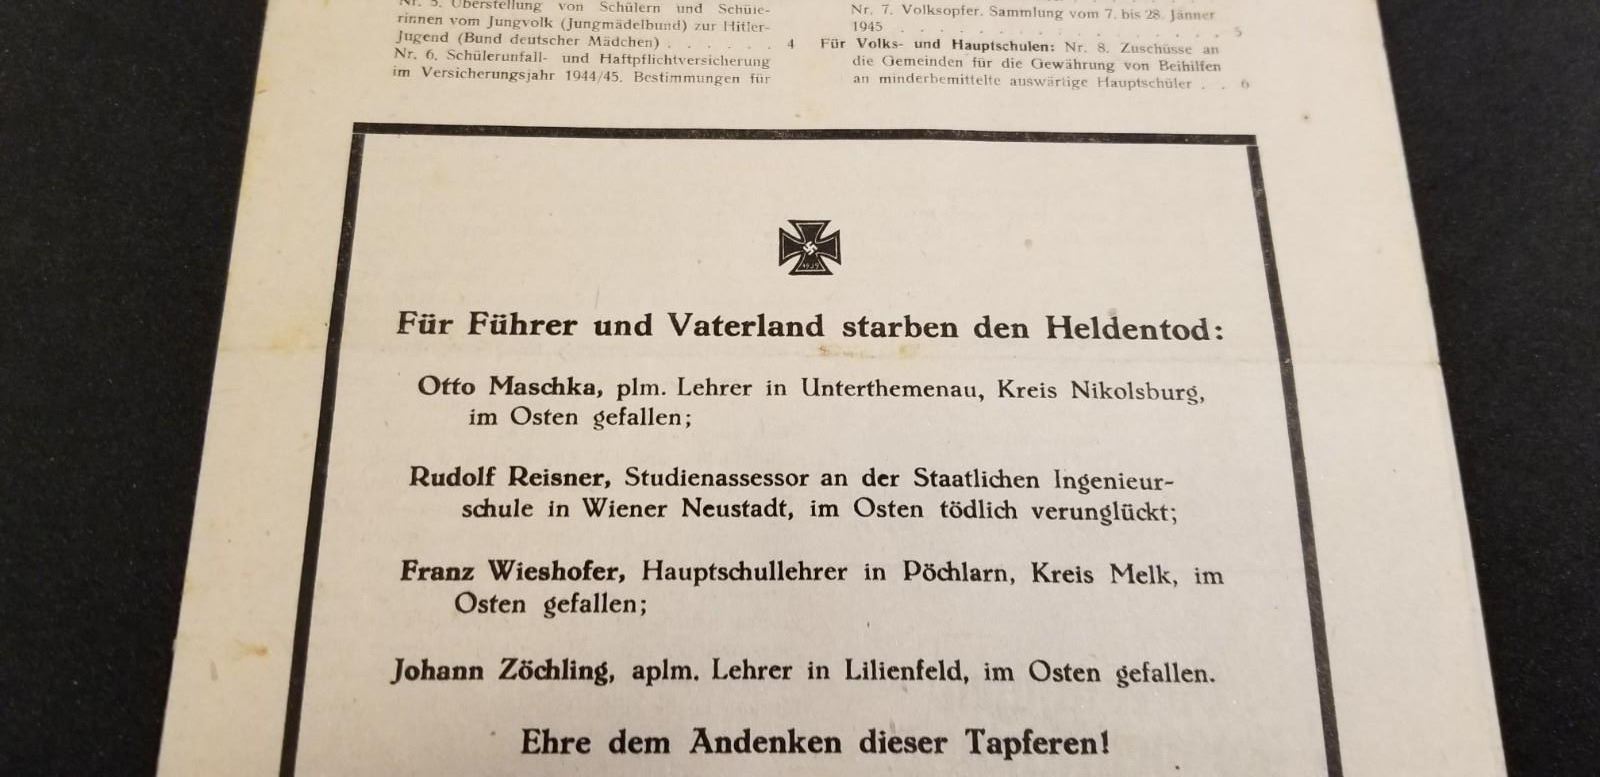 Nr. 5. Überstellung von Schülern und Schüle-
rinnen vom Jungvolk (Jungmädelbund) zur Hitler-
Jugend (Bund deutscher Mädchen) . . . . . . 4
Nr. 6. Schülerunfall- und Haftpflichtversicherung
im Versicherungsjahr 1944/45. Bestimmungen für
Nr. 7. Volksopfer. Sammlung vom 7. bis 28. Jänner
1945 . . . . . . . . . . . . . . . . . 5
Für Volks- und Hauptschulen: Nr. 8. Zuschüsse an
die Gemeinden für die Gewährung von Beihilfen
an minderbemittelte auswärtige Hauptschüler . . 6
1939
Für Führer und Vaterland starben den Heldentod:
Otto Maschka, plm. Lehrer in Unterthemenau, Kreis Nikolsburg,
im Osten gefallen;
Rudolf Reisner, Studienassessor an der Staatlichen Ingenieur-
schule in Wiener Neustadt, im Osten tödlich verunglückt;
Franz Wieshofer, Hauptschullehrer in Pöchlarn, Kreis Melk, im
Osten gefallen;
Johann Zöchling, aplm. Lehrer in Lilienfeld, im Osten gefallen.
Ehre dem Andenken dieser Tapferen!